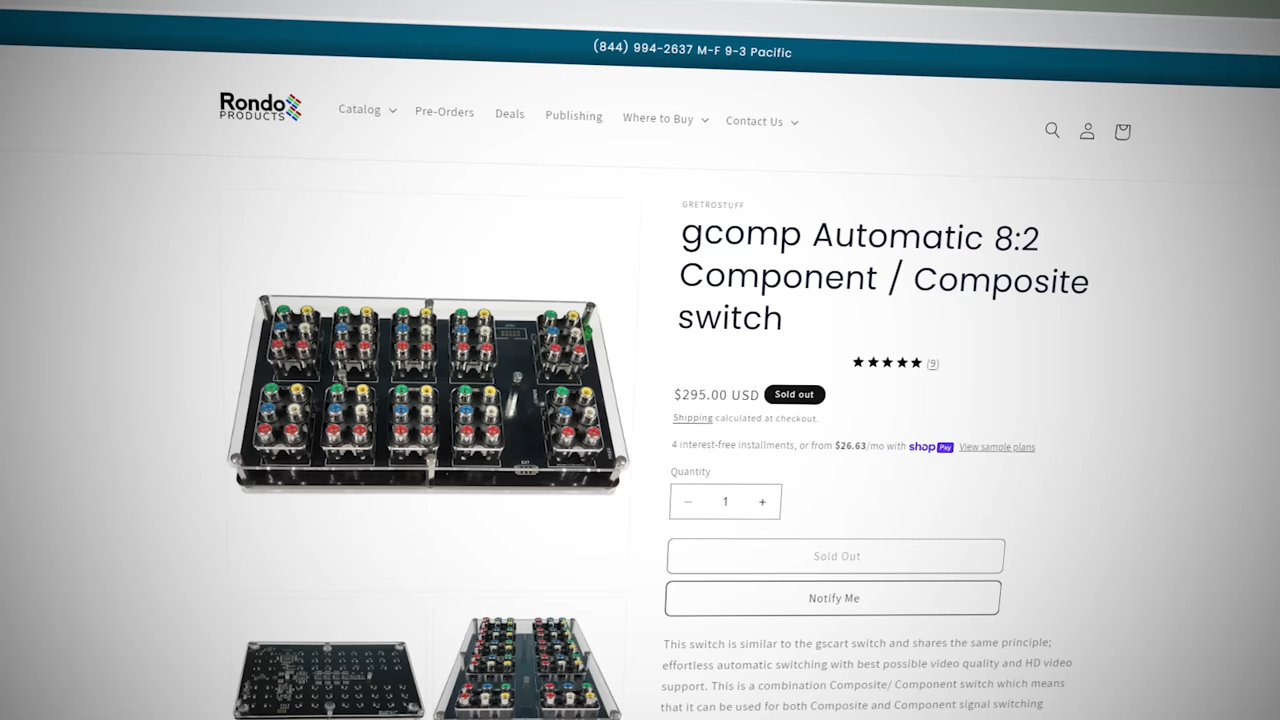 (844) 994-2637 M-F 9-3 Pacific
Rondo
PRODUCTS
Catalog
Pre-Orders
Deals
Publishing
Where to Buy
Contact Us
GRETROSTUFF
gcomp Automatic 8:2
Component / Composite
switch
★★★★★ (9)
$295.00 USD Sold out
Shipping calculated at checkout.
4 interest-free installments, or from $26.63/mo with shop Pay View sample plans
Quantity
− 1 +
Sold Out
Notify Me
This switch is similar to the gscart switch and shares the same principle;
effortless automatic switching with best possible video quality and HD video
support. This is a combination Composite/ Component switch which means
that it can be used for both Composite and Component signal switching
EXT